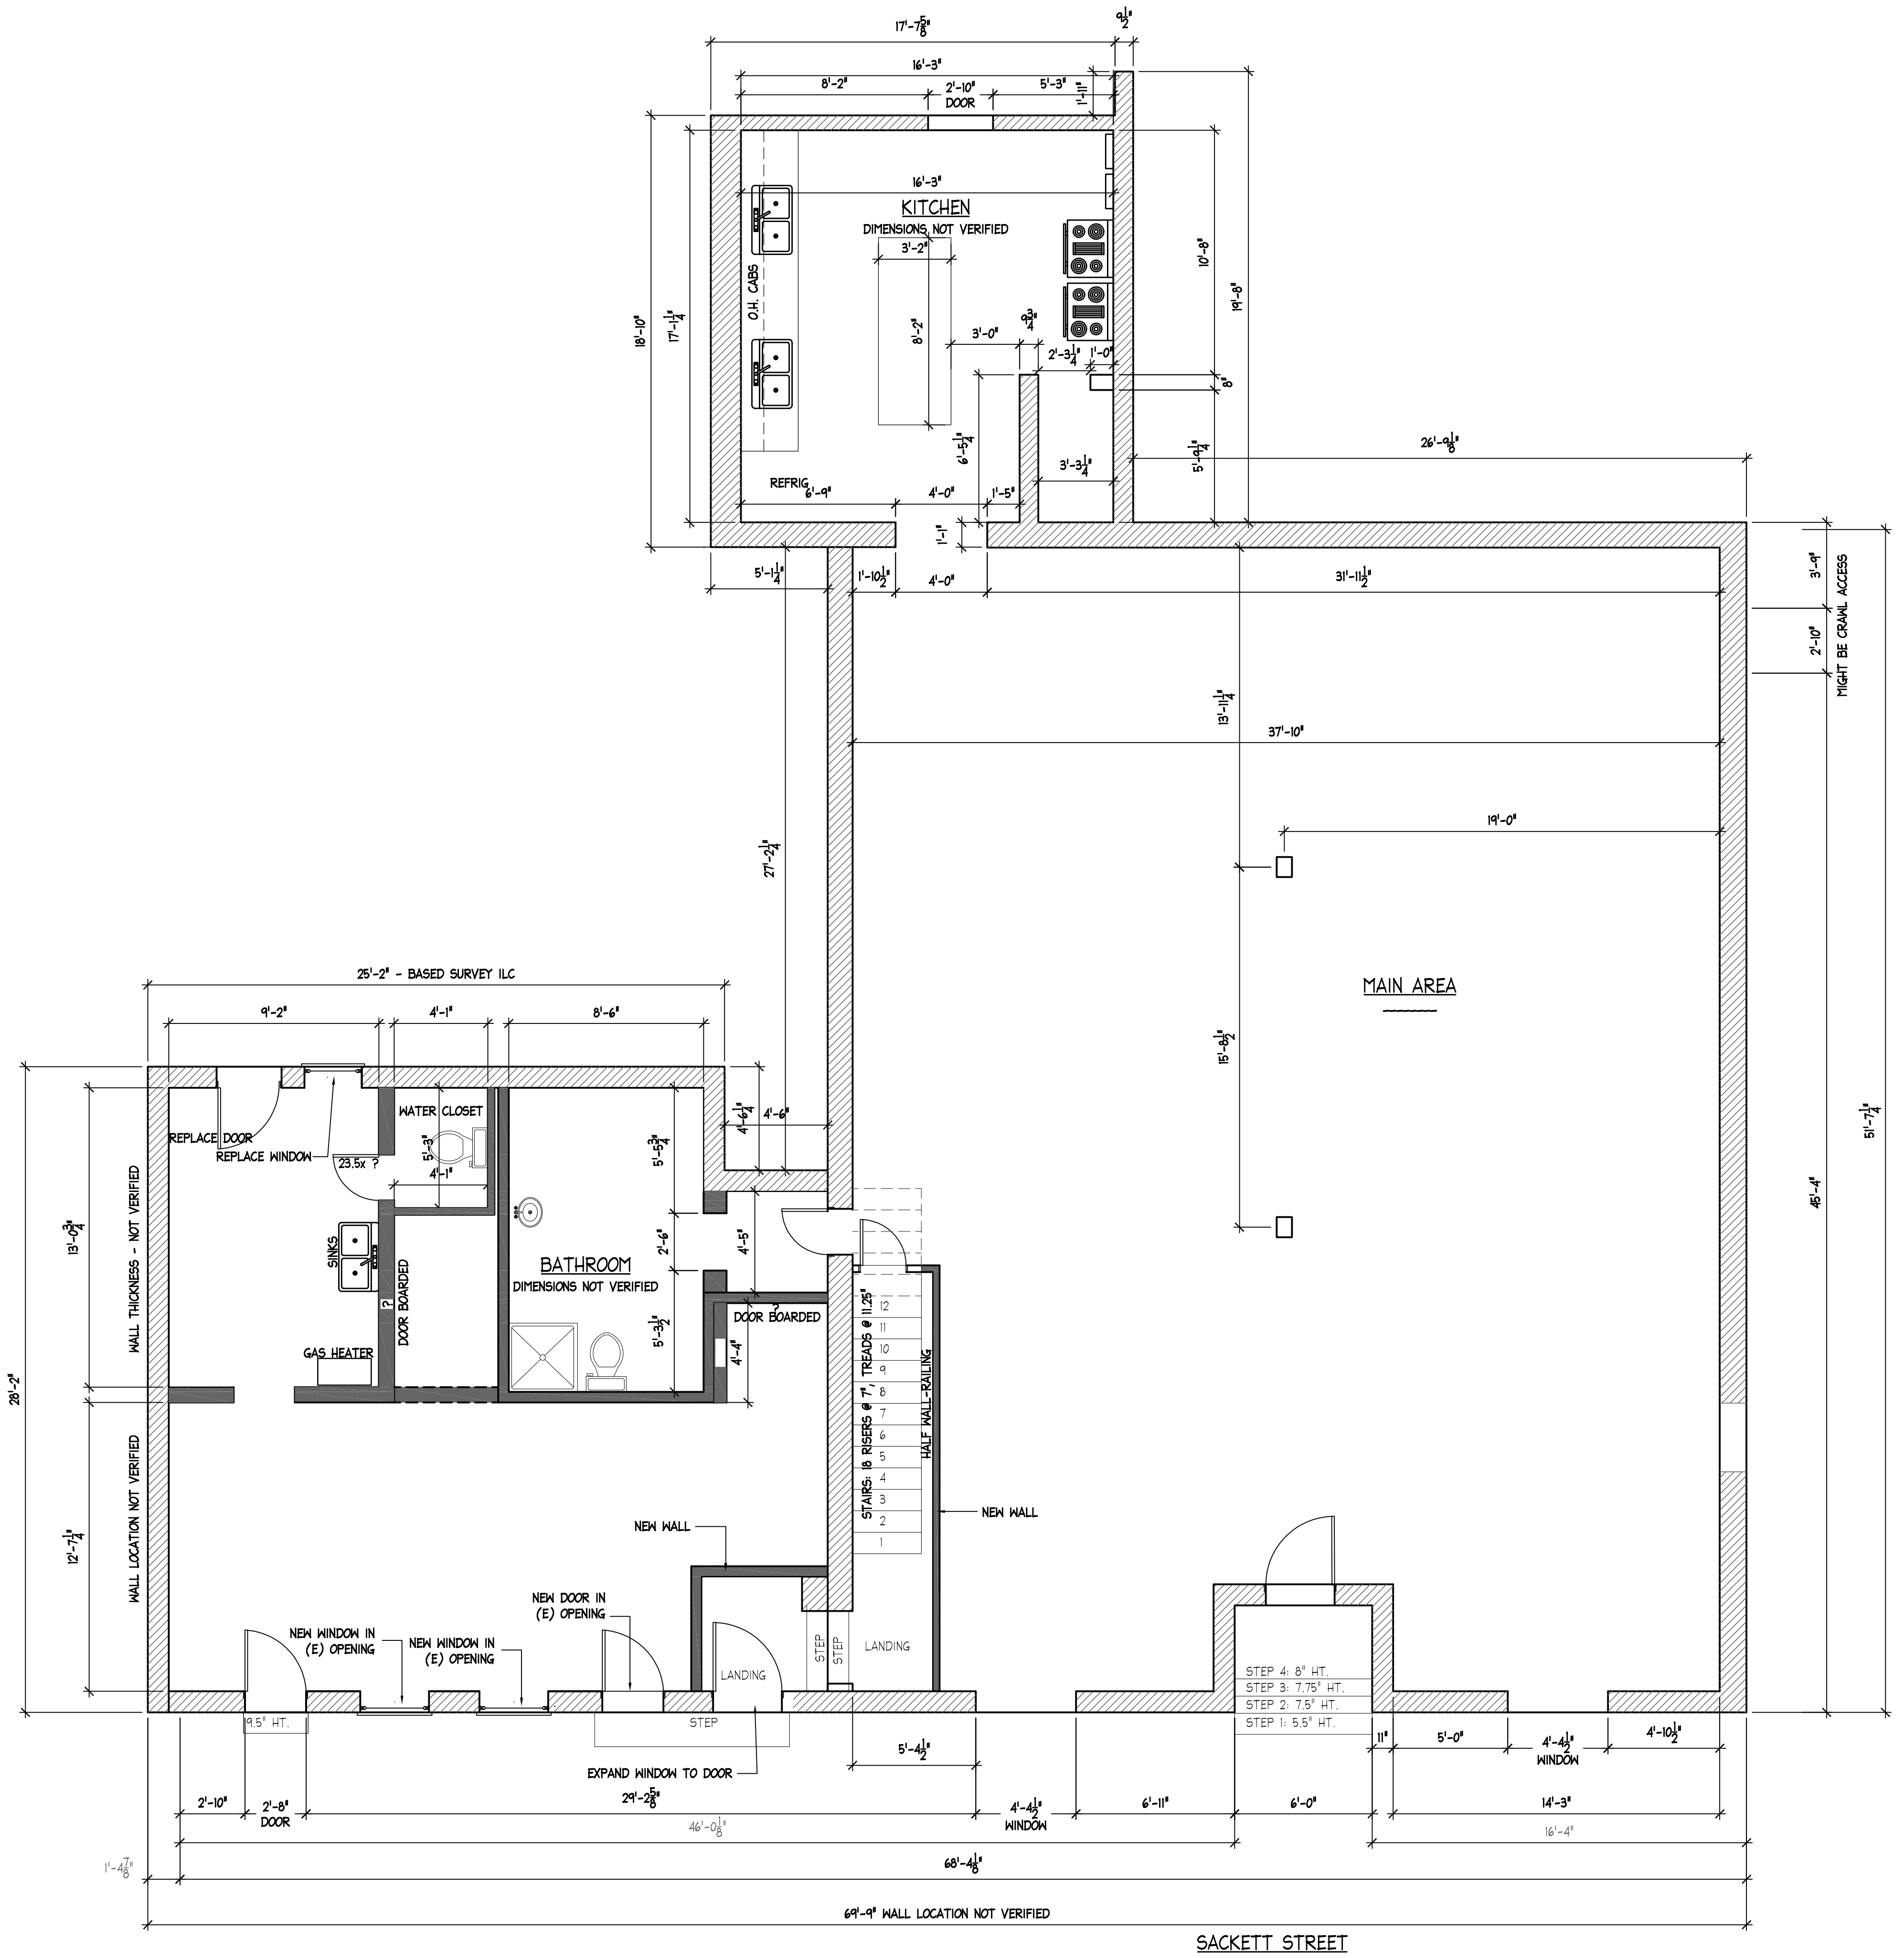 17'-7 5/8"
9 1/2"
16'-3"
8'-2"
2'-10"
DOOR
5'-3"
1'-11"
16'-3"
KITCHEN
DIMENSIONS NOT VERIFIED
3'-2"
8'-2"
O.H. CABS
18'-10"
17'-1 1/4"
10'-8"
19'-8"
3'-0"
9 3/4"
2'-3 1/4"
1'-0"
8"
6'-5 1/4"
5'-9 1/4"
3'-3 1/4"
26'-9 1/8"
REFRIG
6'-9"
4'-0"
1'-5"
1'-1"
5'-1 1/4"
1'-10 1/2"
4'-0"
31'-11 1/2"
3'-9"
2'-10"
MIGHT BE CRAWL ACCESS
13'-11 1/4"
37'-10"
19'-0"
27'-2 1/4"
MAIN AREA
15'-8 1/2"
51'-7 1/4"
45'-4"
25'-2" - BASED SURVEY ILC
9'-2"
4'-1"
8'-6"
4'-6 1/4"
4'-6"
WATER CLOSET
REPLACE DOOR
REPLACE WINDOW
23.5x ?
5'-3"
4'-1"
5'-5 3/4"
WALL THICKNESS - NOT VERIFIED
13'-0 3/4"
SINKS
?
DOOR BOARDED
BATHROOM
DIMENSIONS NOT VERIFIED
2'-6"
4'-5"
5'-3 1/2"
?
DOOR BOARDED
4'-4"
GAS HEATER
28'-2"
12'-7 1/4"
WALL LOCATION NOT VERIFIED
STAIRS: 18 RISERS @ 7", TREADS @ 11.25"
12
11
10
9
8
7
6
5
4
3
2
1
HALF WALL-RAILING
NEW WALL
NEW WALL
NEW DOOR IN
(E) OPENING
NEW WINDOW IN
(E) OPENING
NEW WINDOW IN
(E) OPENING
STEP
STEP
LANDING
LANDING
STEP 4: 8" HT.
STEP 3: 7.75" HT.
STEP 2: 7.5" HT.
STEP 1: 5.5" HT.
9.5" HT.
STEP
EXPAND WINDOW TO DOOR
5'-4 1/2"
11"
5'-0"
4'-4 1/2"
WINDOW
4'-10 1/2"
2'-10"
2'-8"
DOOR
29'-2 5/8"
4'-4 1/2"
WINDOW
6'-11"
6'-0"
14'-3"
46'-0 1/8"
16'-4"
1'-4 7/8"
68'-4 1/8"
69'-9" WALL LOCATION NOT VERIFIED
SACKETT STREET